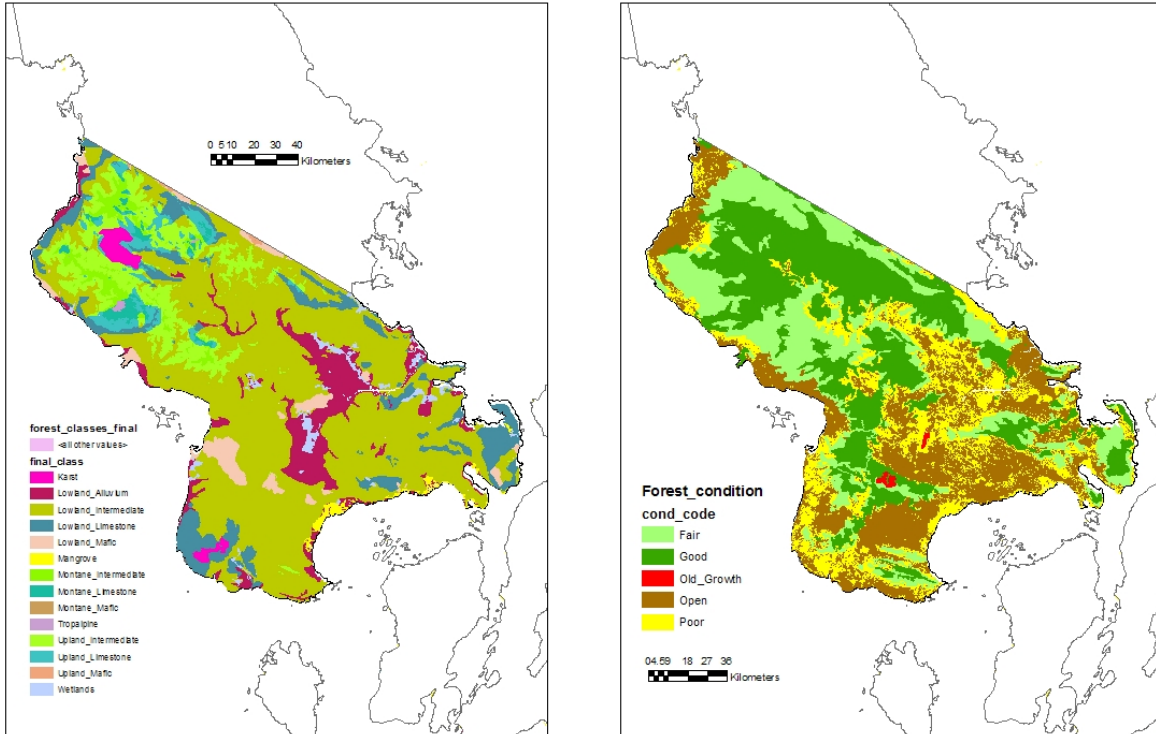 0 5 10 20 30 40
Kilometers
forest_classes_final
<all other values>
final_class
Karst
Lowland_Alluvium
Lowland_Intermediate
Lowland_Limestone
Lowland_Mafic
Mangrove
Montane_Intermediate
Montane_Limestone
Montane_Mafic
Tropalpine
Upland_Intermediate
Upland_Limestone
Upland_Mafic
Wetlands
Forest_condition
cond_code
Fair
Good
Old_Growth
Open
Poor
04.59 18 27 36
Kilometers